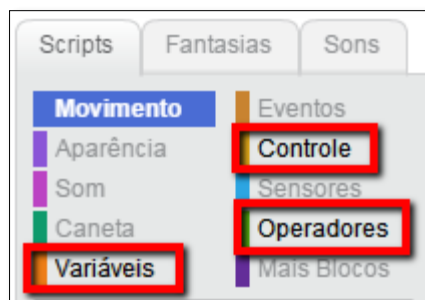 Scripts Fantasias Sons
Movimento Eventos
Aparência Controle
Som Sensores
Caneta Operadores
Variáveis Mais Blocos